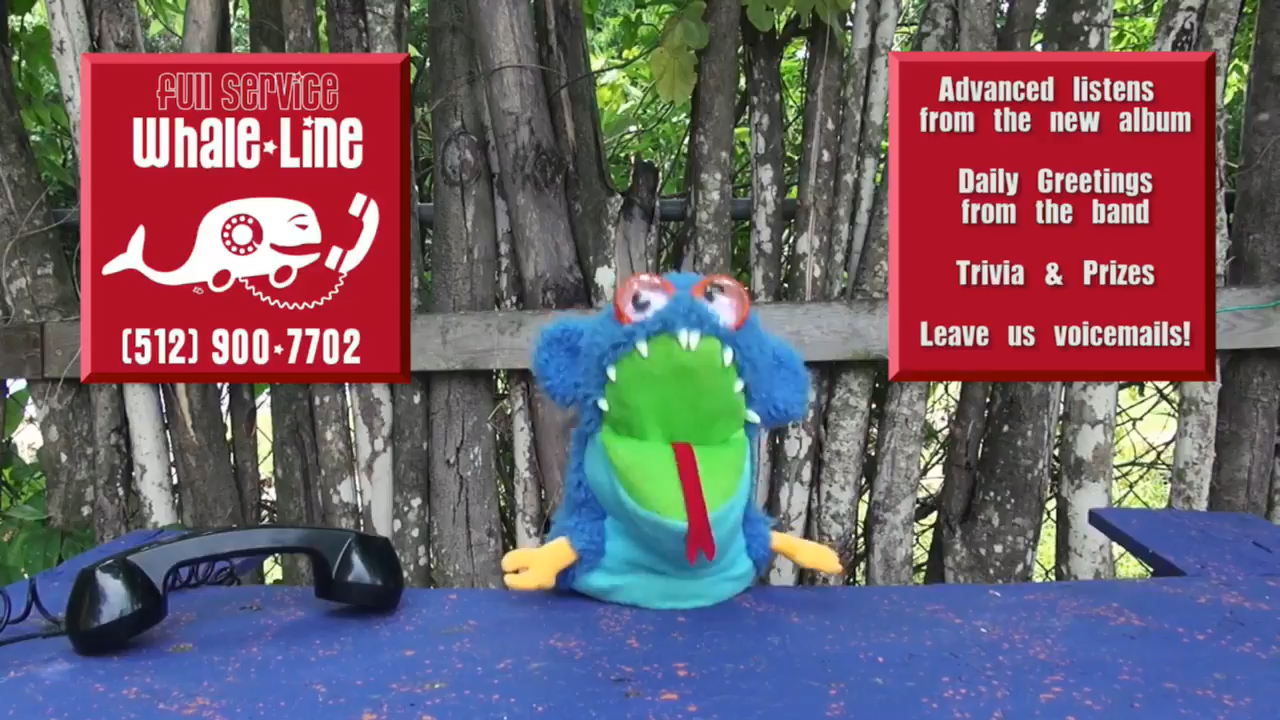 full service
Whale★Line
(512) 900★7702
Advanced listens
from the new album
Daily Greetings
from the band
Trivia & Prizes
Leave us voicemails!